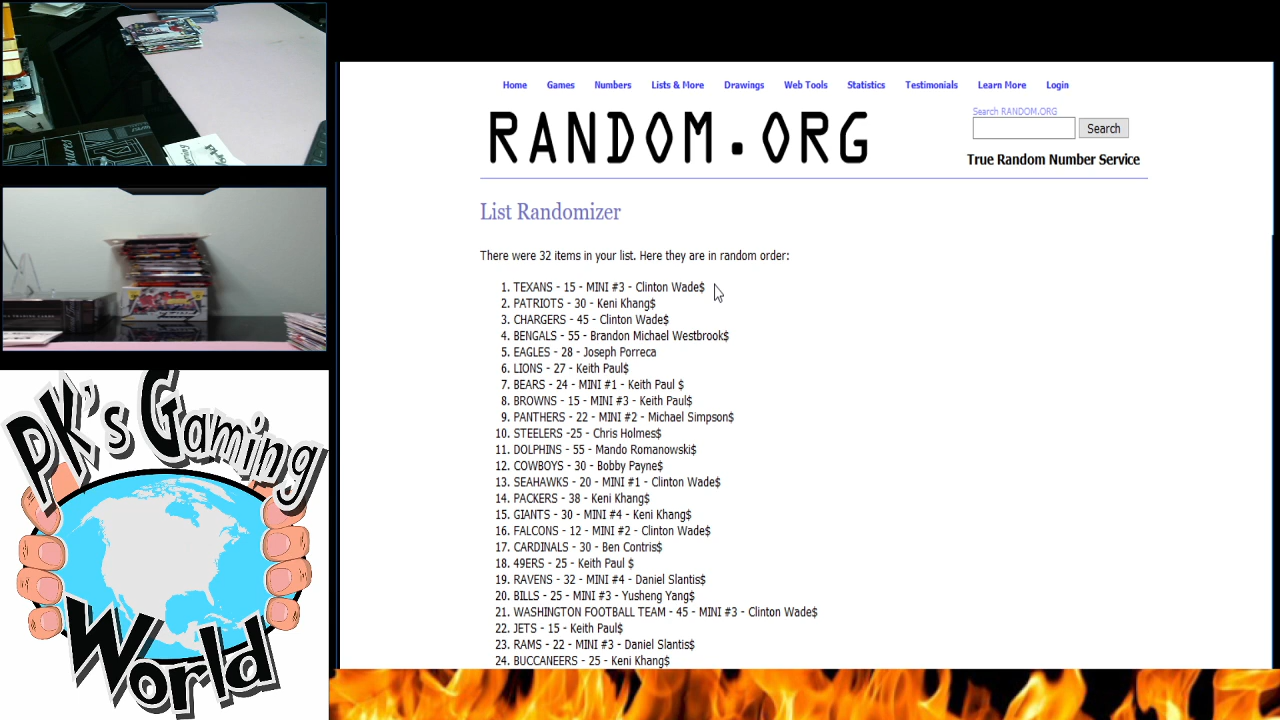 Home Games Numbers Lists & More Drawings Web Tools Statistics Testimonials Learn More Login
RANDOM.ORG
Search RANDOM.ORG
Search
True Random Number Service
List Randomizer
There were 32 items in your list. Here they are in random order:
1. TEXANS - 15 - MINI #3 - Clinton Wade$
2. PATRIOTS - 30 - Keni Khang$
3. CHARGERS - 45 - Clinton Wade$
4. BENGALS - 55 - Brandon Michael Westbrook$
5. EAGLES - 28 - Joseph Porreca
6. LIONS - 27 - Keith Paul$
7. BEARS - 24 - MINI #1 - Keith Paul $
8. BROWNS - 15 - MINI #3 - Keith Paul$
9. PANTHERS - 22 - MINI #2 - Michael Simpson$
10. STEELERS -25 - Chris Holmes$
11. DOLPHINS - 55 - Mando Romanowski$
12. COWBOYS - 30 - Bobby Payne$
13. SEAHAWKS - 20 - MINI #1 - Clinton Wade$
14. PACKERS - 38 - Keni Khang$
15. GIANTS - 30 - MINI #4 - Keni Khang$
16. FALCONS - 12 - MINI #2 - Clinton Wade$
17. CARDINALS - 30 - Ben Contris$
18. 49ERS - 25 - Keith Paul $
19. RAVENS - 32 - MINI #4 - Daniel Slantis$
20. BILLS - 25 - MINI #3 - Yusheng Yang$
21. WASHINGTON FOOTBALL TEAM - 45 - MINI #3 - Clinton Wade$
22. JETS - 15 - Keith Paul$
23. RAMS - 22 - MINI #3 - Daniel Slantis$
24. BUCCANEERS - 25 - Keni Khang$
PK's Gaming
World